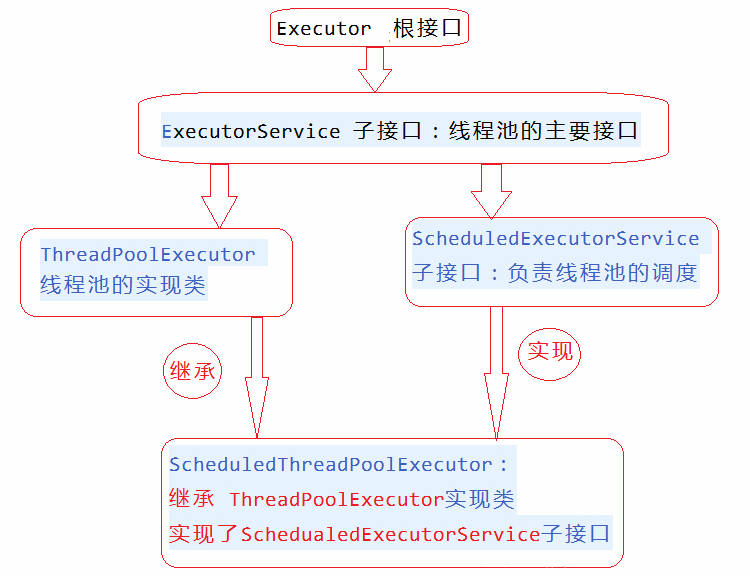 Executor 根接口
ExecutorService 子接口：线程池的主要接口
ThreadPoolExecutor
线程池的实现类
ScheduledExecutorService
子接口：负责线程池的调度
继承
实现
ScheduledThreadPoolExecutor：
继承 ThreadPoolExecutor实现类
实现了SchedualedExecutorService子接口